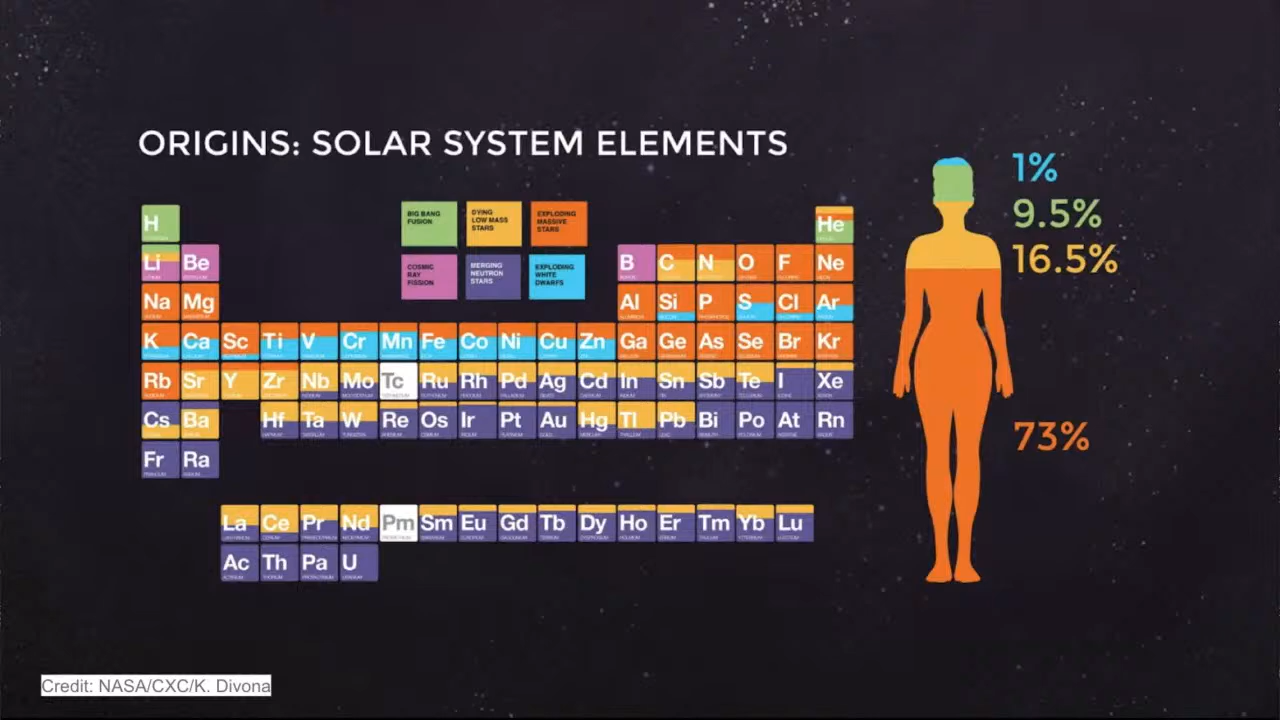 ORIGINS: SOLAR SYSTEM ELEMENTS
1%
9.5%
16.5%
73%
BIG BANG
FUSION
DYING
LOW MASS
STARS
EXPLODING
MASSIVE
STARS
COSMIC
RAY
FISSION
MERGING
NEUTRON
STARS
EXPLODING
WHITE
DWARFS
H He
Li Be B C N O F Ne
Na Mg Al Si P S Cl Ar
K Ca Sc Ti V Cr Mn Fe Co Ni Cu Zn Ga Ge As Se Br Kr
Rb Sr Y Zr Nb Mo Tc Ru Rh Pd Ag Cd In Sn Sb Te I Xe
Cs Ba Hf Ta W Re Os Ir Pt Au Hg Tl Pb Bi Po At Rn
Fr Ra
La Ce Pr Nd Pm Sm Eu Gd Tb Dy Ho Er Tm Yb Lu
Ac Th Pa U
Credit: NASA/CXC/K. Divona